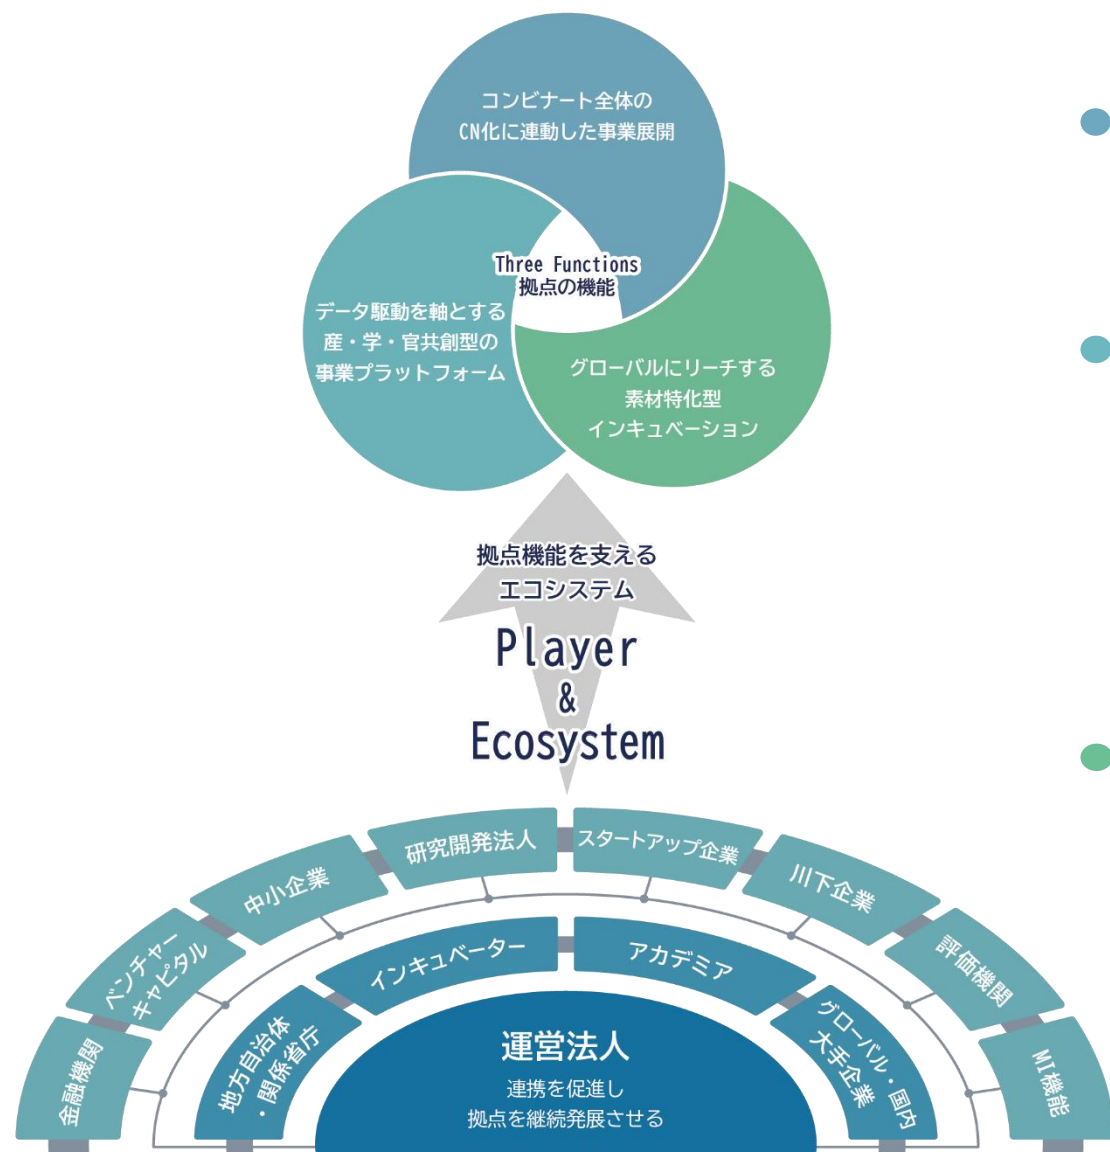 コンビナート全体の
CN化に連動した事業展開
Three Functions
拠点の機能
データ駆動を軸とする
産・学・官共創型の
事業プラットフォーム
グローバルにリーチする
素材特化型
インキュベーション
拠点機能を支える
エコシステム
Player
&
Ecosystem
金融機関
ベンチャー
キャピタル
中小企業
研究開発法人
スタートアップ企業
川下企業
評価機関
MI機能
地方自治体
・関係省庁
インキュベーター
アカデミア
グローバル・国内
大手企業
運営法人
連携を促進し
拠点を継続発展させる